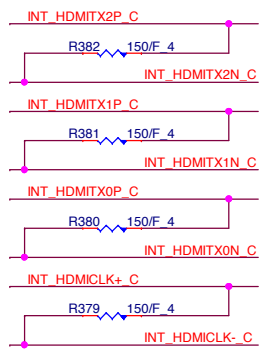 INT_HDMITX2P_C
R382 150/F_4
INT_HDMITX2N_C
INT_HDMITX1P_C
R381 150/F_4
INT_HDMITX1N_C
INT_HDMITX0P_C
R380 150/F_4
INT_HDMITX0N_C
INT_HDMICLK+_C
R379 150/F_4
INT_HDMICLK-_C